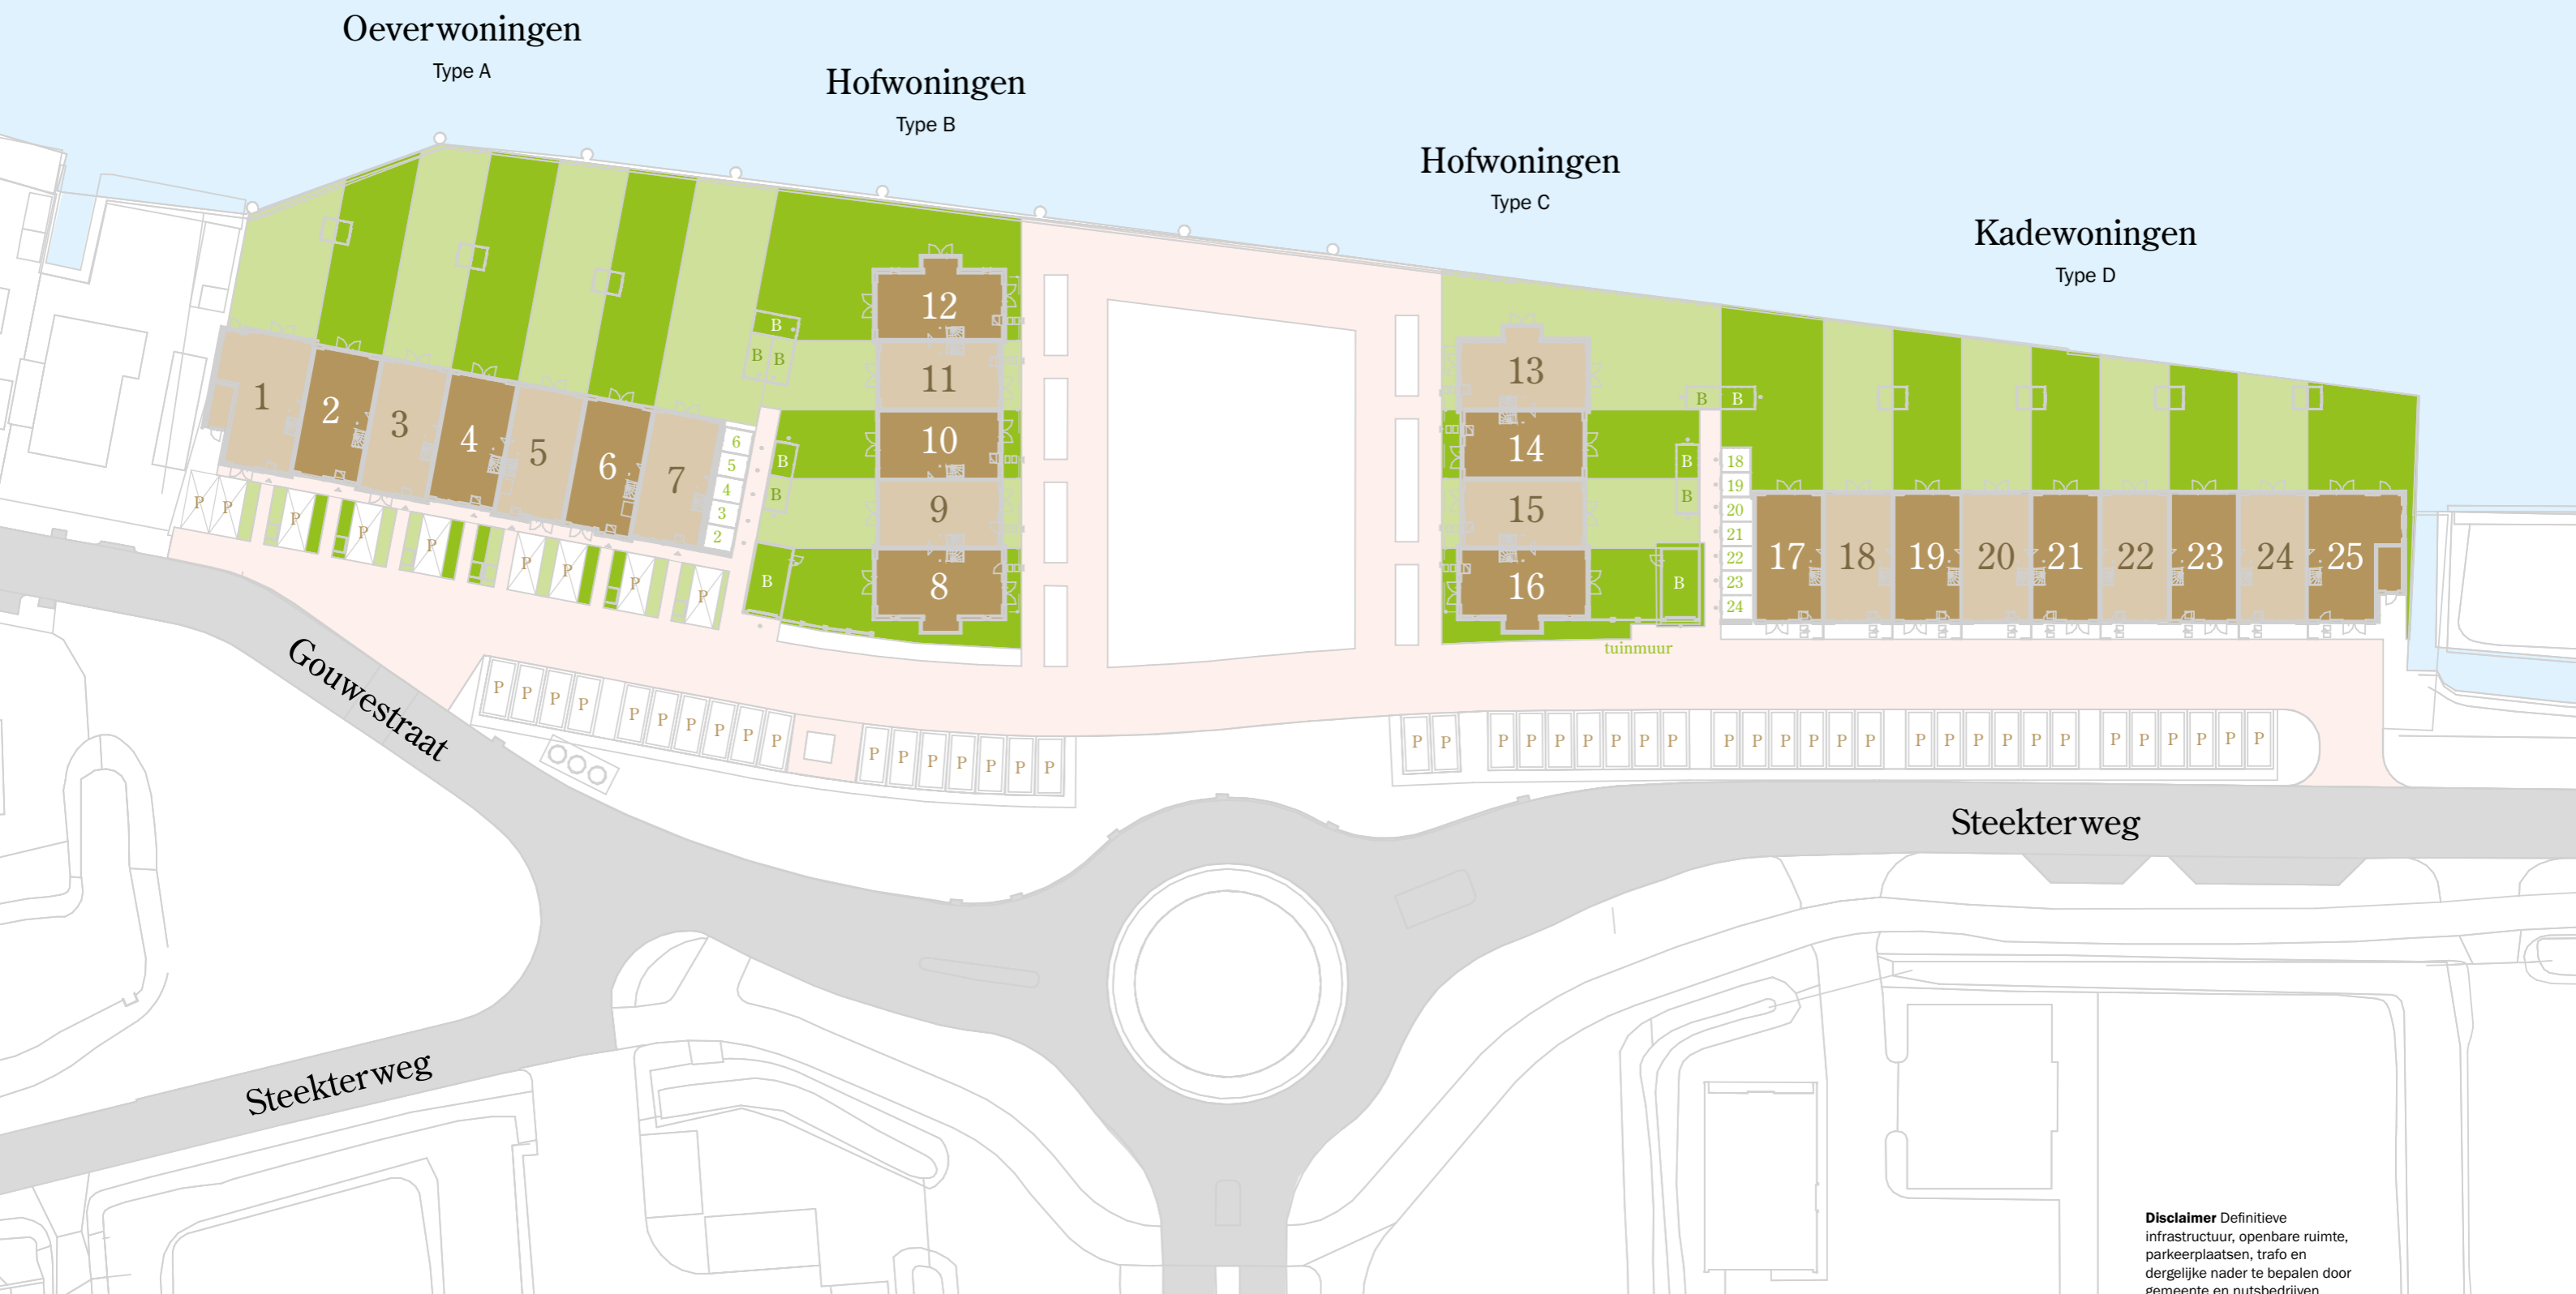 Oeverwoningen
Type A
Hofwoningen
Type B
Hofwoningen
Type C
Kadewoningen
Type D
1
2
3
4
5
6
7
6
5
4
3
2
B
B B
B
B
B
12
11
10
9
8
13
14
15
16
B B
B
B
B
tuinmuur
18
19
20
21
22
23
24
17
18
19
20
21
22
23
24
25
P P P P P P P P P
P P P P P P P P P P
P P P P P P P
P P
P P P P P P P
P P P P P P
P P P P P P
P P P P P P
Gouwestraat
Steekterweg
Steekterweg
Disclaimer Definitieve
infrastructuur, openbare ruimte,
parkeerplaatsen, trafo en
dergelijke nader te bepalen door
gemeente en nutsbedrijven